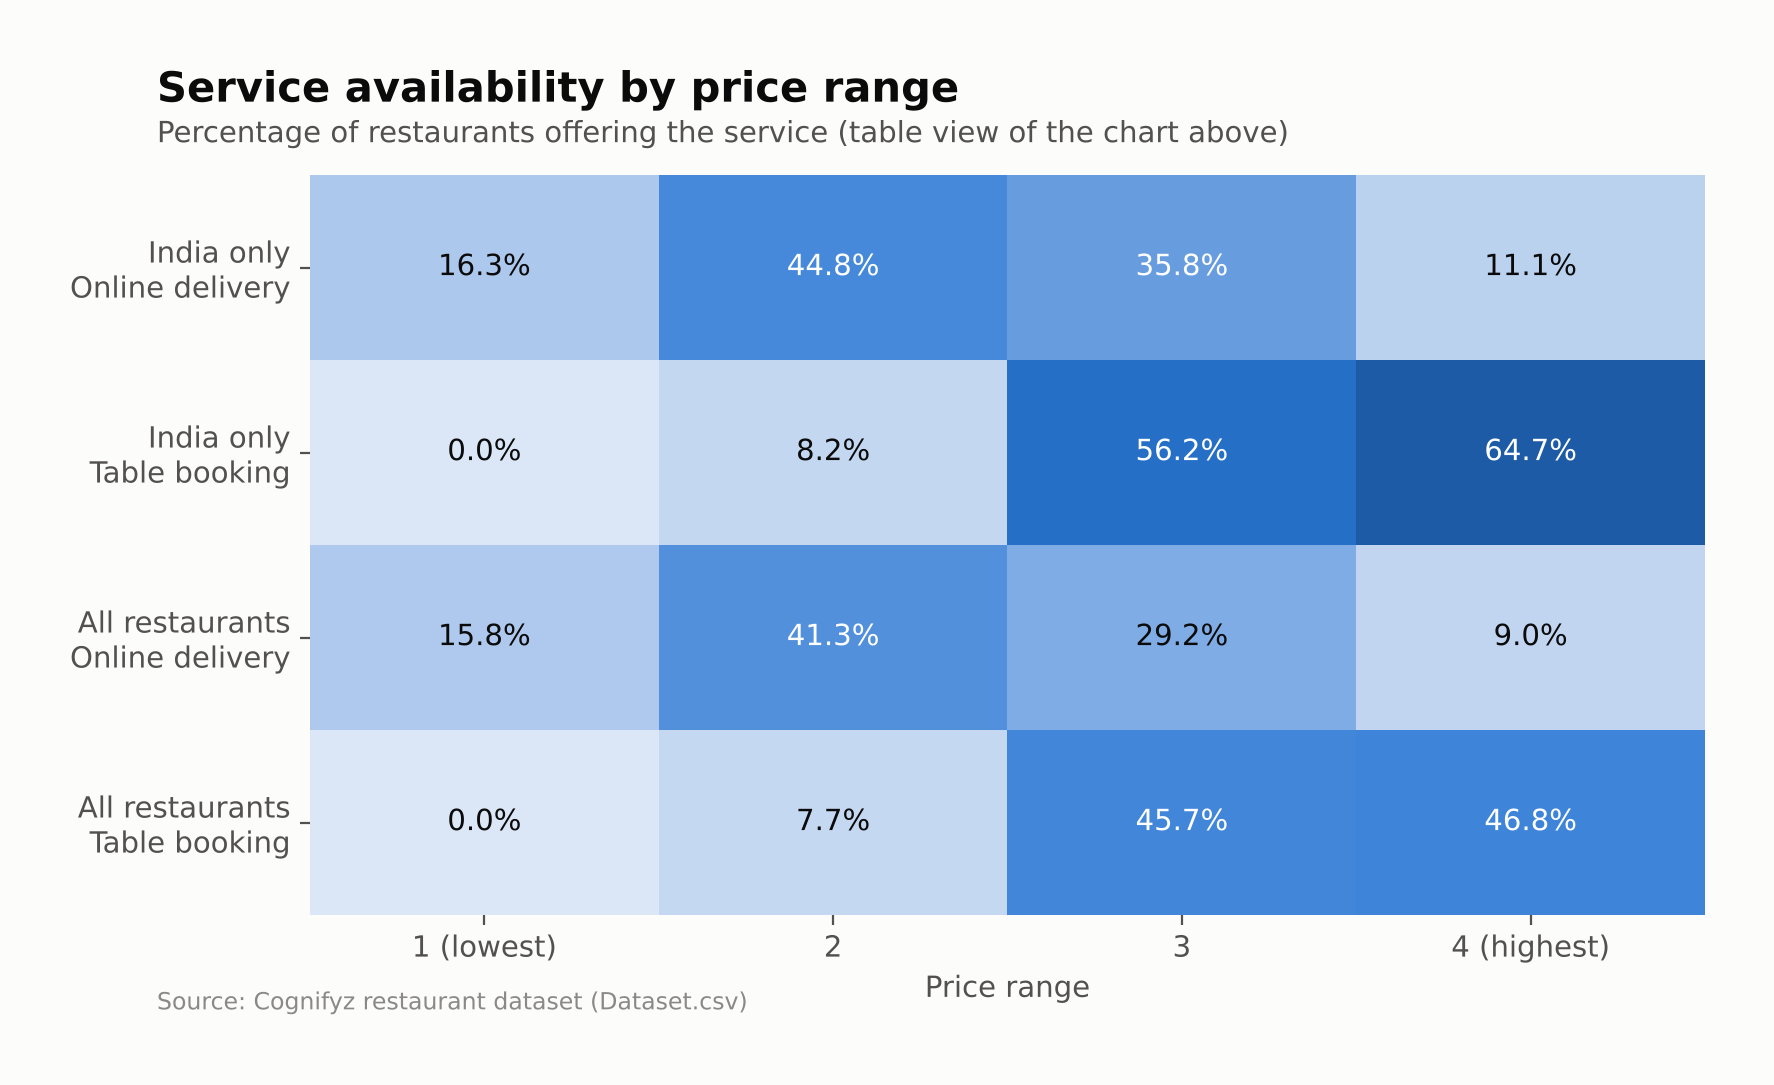 Service availability by price range
Percentage of restaurants offering the service (table view of the chart above)
India only
Online delivery
16.3%
44.8%
35.8%
11.1%
India only
Table booking
0.0%
8.2%
56.2%
64.7%
All restaurants
Online delivery
15.8%
41.3%
29.2%
9.0%
All restaurants
Table booking
0.0%
7.7%
45.7%
46.8%
1 (lowest)
2
3
4 (highest)
Price range
Source: Cognifyz restaurant dataset (Dataset.csv)